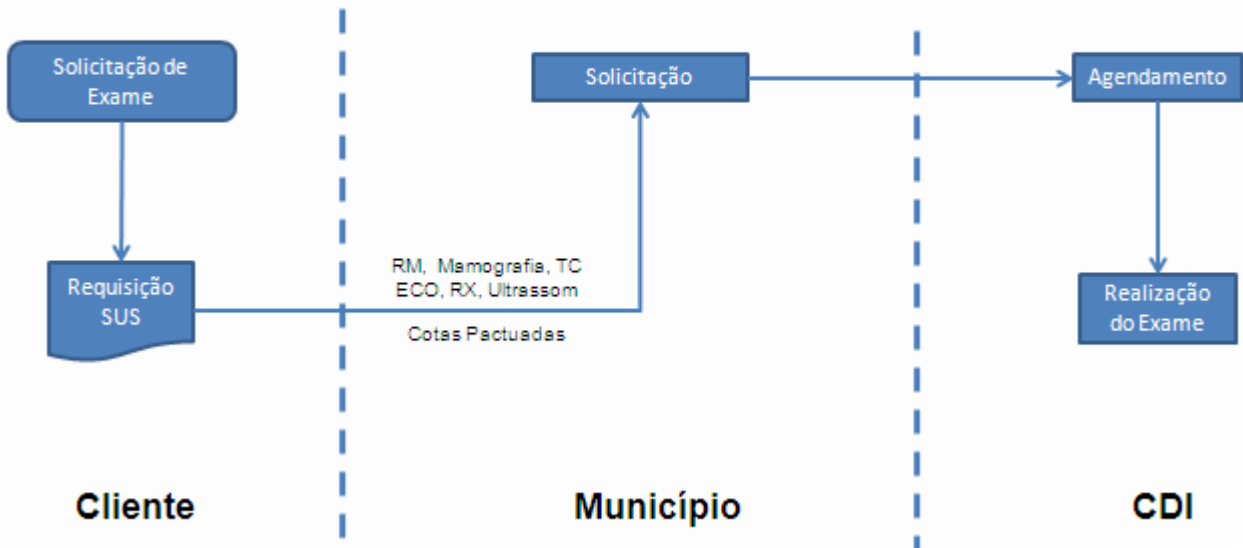 Solicitação de
Exame
Solicitação
Agendamento
Requisição
SUS
RM, Mamografia, TC
ECO, RX, Ultrassom
Cotas Pactuadas
Realização
do Exame
Cliente
Município
CDI